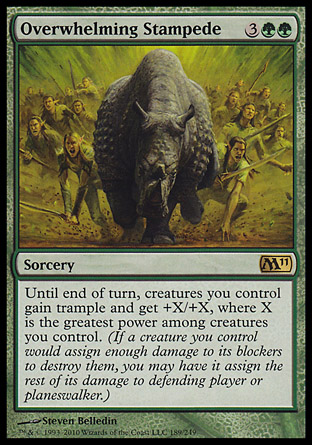 Overwhelming Stampede 3
Sorcery M11
Until end of turn, creatures you control
gain trample and get +X/+X, where X
is the greatest power among creatures
you control. (If a creature you control
would assign enough damage to its blockers
to destroy them, you may have it assign the
rest of its damage to defending player or
planeswalker.)
Steven Belledin
™ & © 1993–2010 Wizards of the Coast LLC 189/249